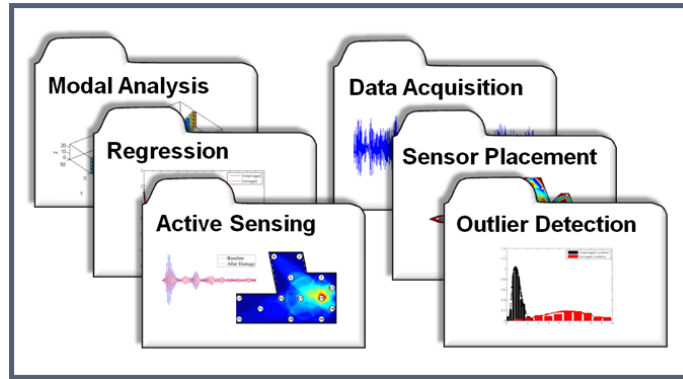 Modal Analysis
Data Acquisition
Regression
Sensor Placement
Active Sensing
Outlier Detection
Baseline
After Damage